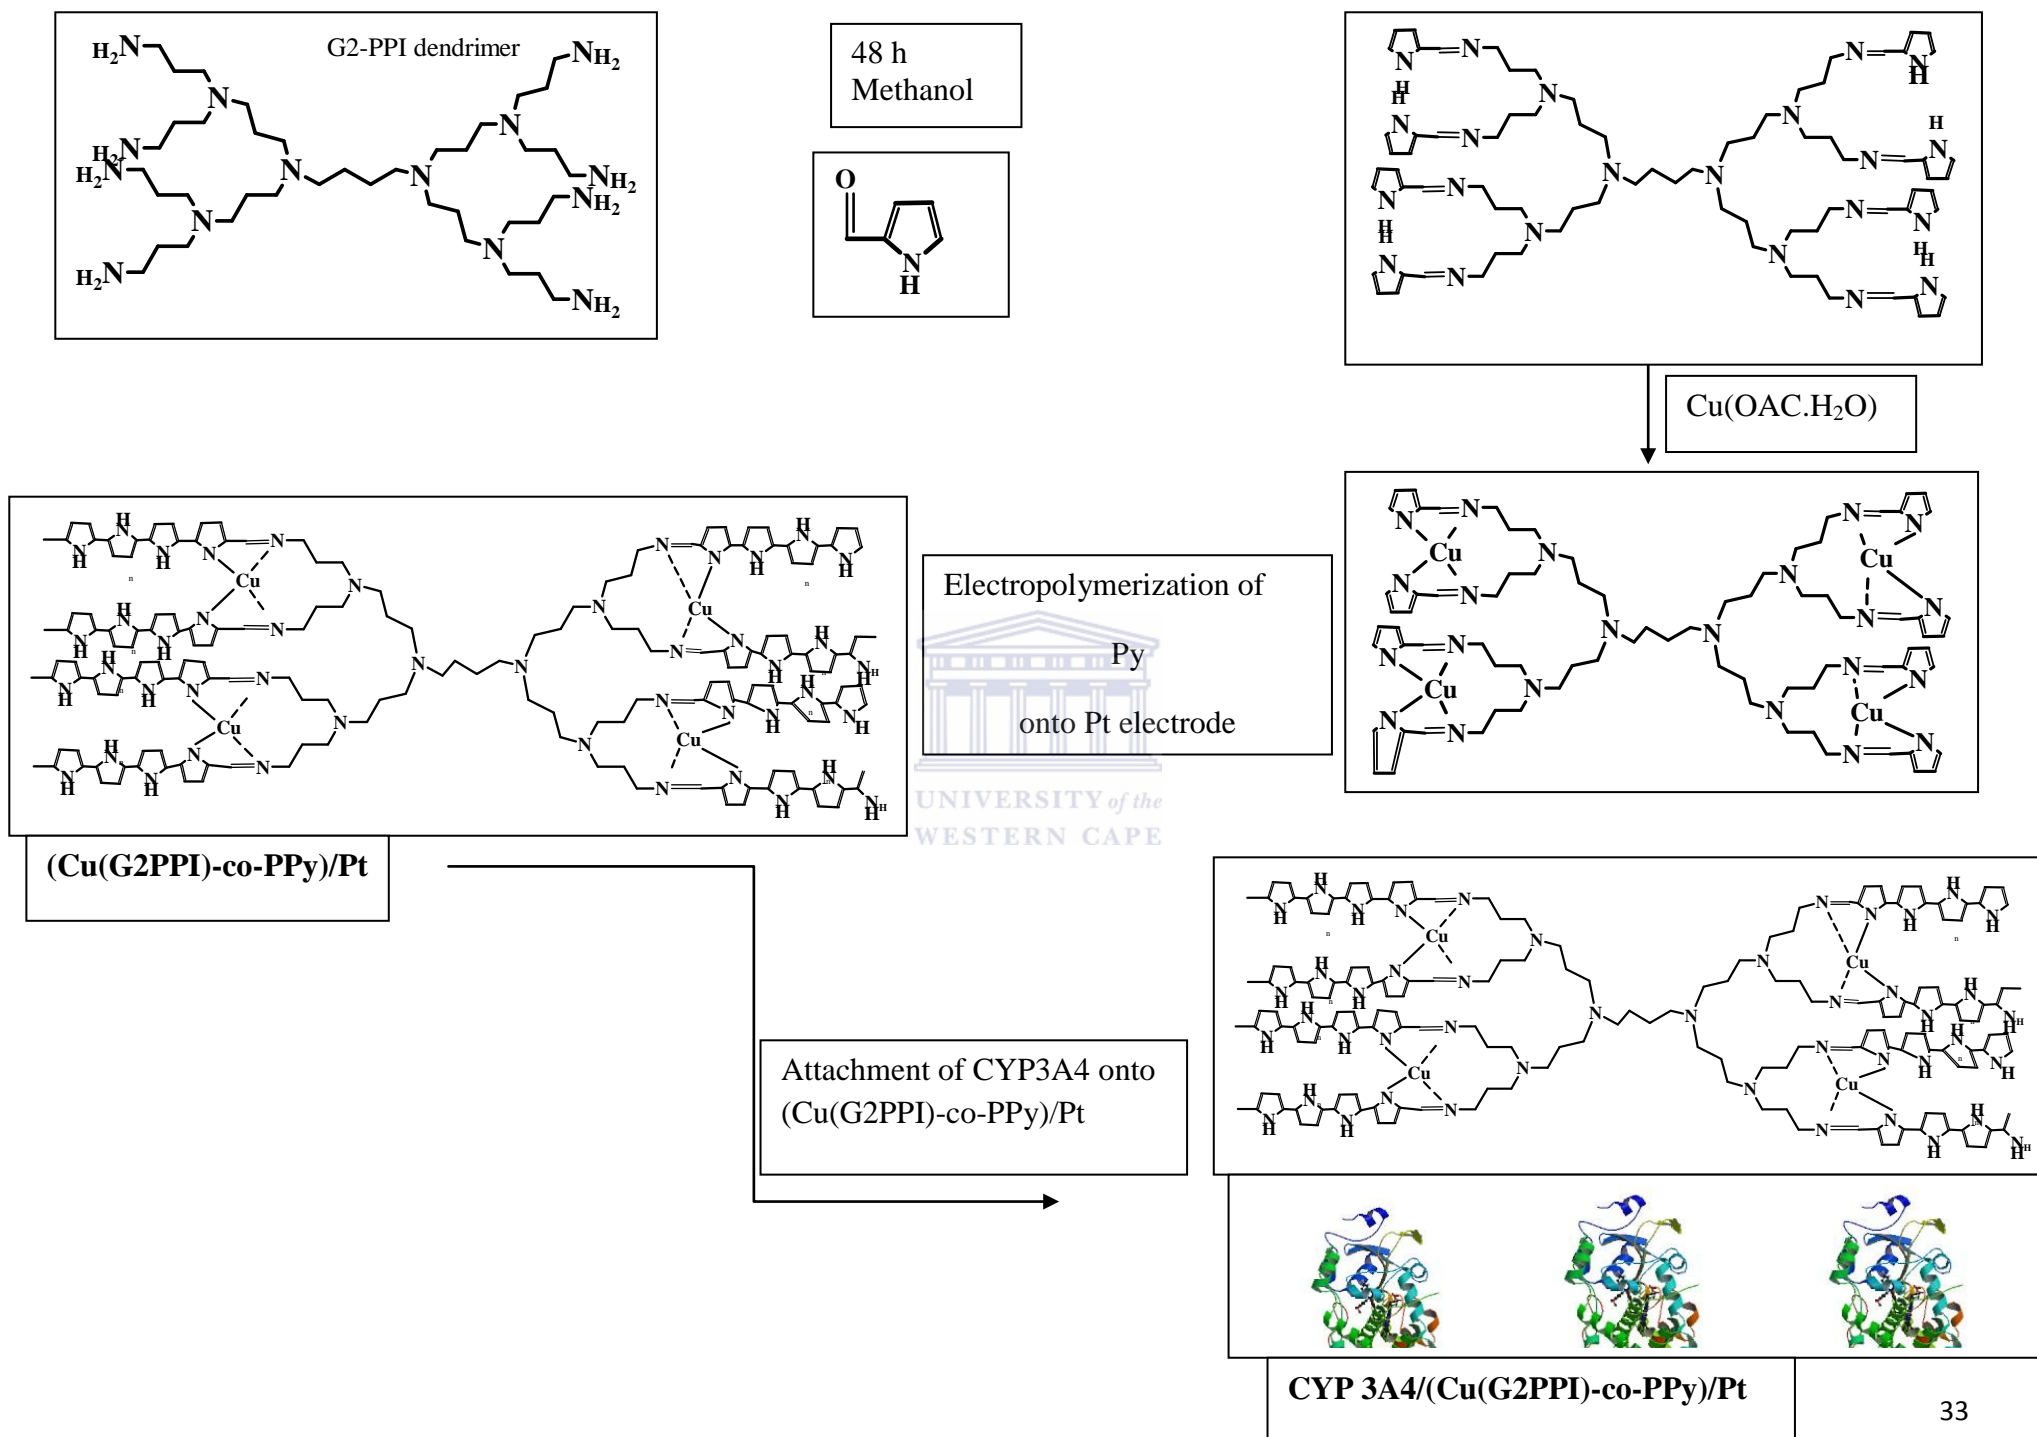 G2-PPI dendrimer
48 h
Methanol
Cu(OAC.H₂O)
Electropolymerization of
Py
onto Pt electrode
UNIVERSITY of the
WESTERN CAPE
(Cu(G2PPI)-co-PPy)/Pt
Attachment of CYP3A4 onto
(Cu(G2PPI)-co-PPy)/Pt
CYP 3A4/(Cu(G2PPI)-co-PPy)/Pt
33